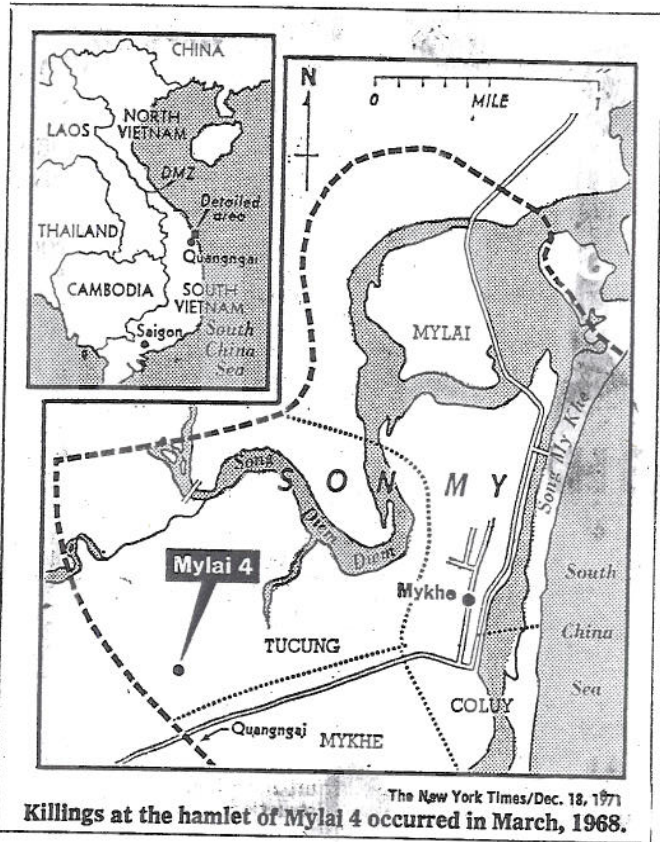 CHINA
NORTH
VIETNAM
LAOS
DMZ
Detailed
area
THAILAND
Quangngai
CAMBODIA
SOUTH
VIETNAM
Saigon
South
China
Sea
N
0 MILE 1
MYLAI
Song My Khe
SON MY
Song
Diem
Diem
Mylai 4
Mykhe
TUCUNG
South
China
Sea
COLUY
Quangngai
MYKHE
The New York Times/Dec. 18, 1971
Killings at the hamlet of Mylai 4 occurred in March, 1968.